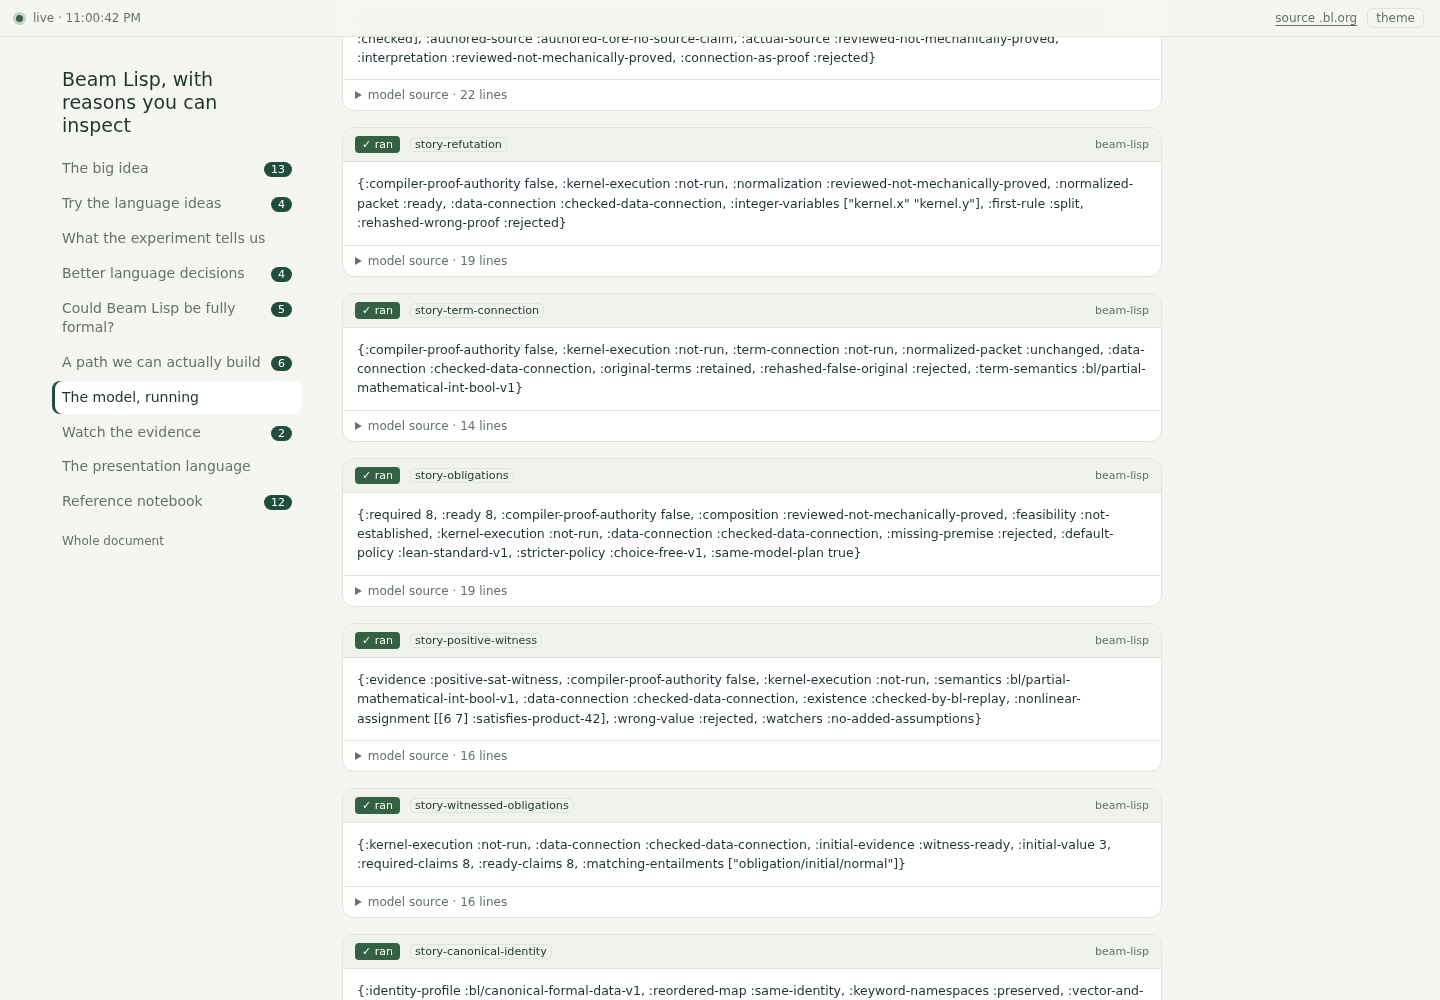 live · 11:00:42 PM
source .bl.org
theme
Beam Lisp, with
reasons you can
inspect
The big idea
13
Try the language ideas
4
What the experiment tells us
Better language decisions
4
Could Beam Lisp be fully
formal?
5
A path we can actually build
6
The model, running
Watch the evidence
2
The presentation language
Reference notebook
12
Whole document
:checked], :authored-source :authored-core-no-source-claim, :actual-source :reviewed-not-mechanically-proved,
:interpretation :reviewed-not-mechanically-proved, :connection-as-proof :rejected}
▶ model source · 22 lines
✓ ran
story-refutation
beam-lisp
{:compiler-proof-authority false, :kernel-execution :not-run, :normalization :reviewed-not-mechanically-proved, :normalized-
packet :ready, :data-connection :checked-data-connection, :integer-variables ["kernel.x" "kernel.y"], :first-rule :split,
:rehashed-wrong-proof :rejected}
▶ model source · 19 lines
✓ ran
story-term-connection
beam-lisp
{:compiler-proof-authority false, :kernel-execution :not-run, :term-connection :not-run, :normalized-packet :unchanged, :data-
connection :checked-data-connection, :original-terms :retained, :rehashed-false-original :rejected, :term-semantics :bl/partial-
mathematical-int-bool-v1}
▶ model source · 14 lines
✓ ran
story-obligations
beam-lisp
{:required 8, :ready 8, :compiler-proof-authority false, :composition :reviewed-not-mechanically-proved, :feasibility :not-
established, :kernel-execution :not-run, :data-connection :checked-data-connection, :missing-premise :rejected, :default-
policy :lean-standard-v1, :stricter-policy :choice-free-v1, :same-model-plan true}
▶ model source · 19 lines
✓ ran
story-positive-witness
beam-lisp
{:evidence :positive-sat-witness, :compiler-proof-authority false, :kernel-execution :not-run, :semantics :bl/partial-
mathematical-int-bool-v1, :data-connection :checked-data-connection, :existence :checked-by-bl-replay, :nonlinear-
assignment [[6 7] :satisfies-product-42], :wrong-value :rejected, :watchers :no-added-assumptions}
▶ model source · 16 lines
✓ ran
story-witnessed-obligations
beam-lisp
{:kernel-execution :not-run, :data-connection :checked-data-connection, :initial-evidence :witness-ready, :initial-value 3,
:required-claims 8, :ready-claims 8, :matching-entailments ["obligation/initial/normal"]}
▶ model source · 16 lines
✓ ran
story-canonical-identity
beam-lisp
{:identity-profile :bl/canonical-formal-data-v1, :reordered-map :same-identity, :keyword-namespaces :preserved, :vector-and-